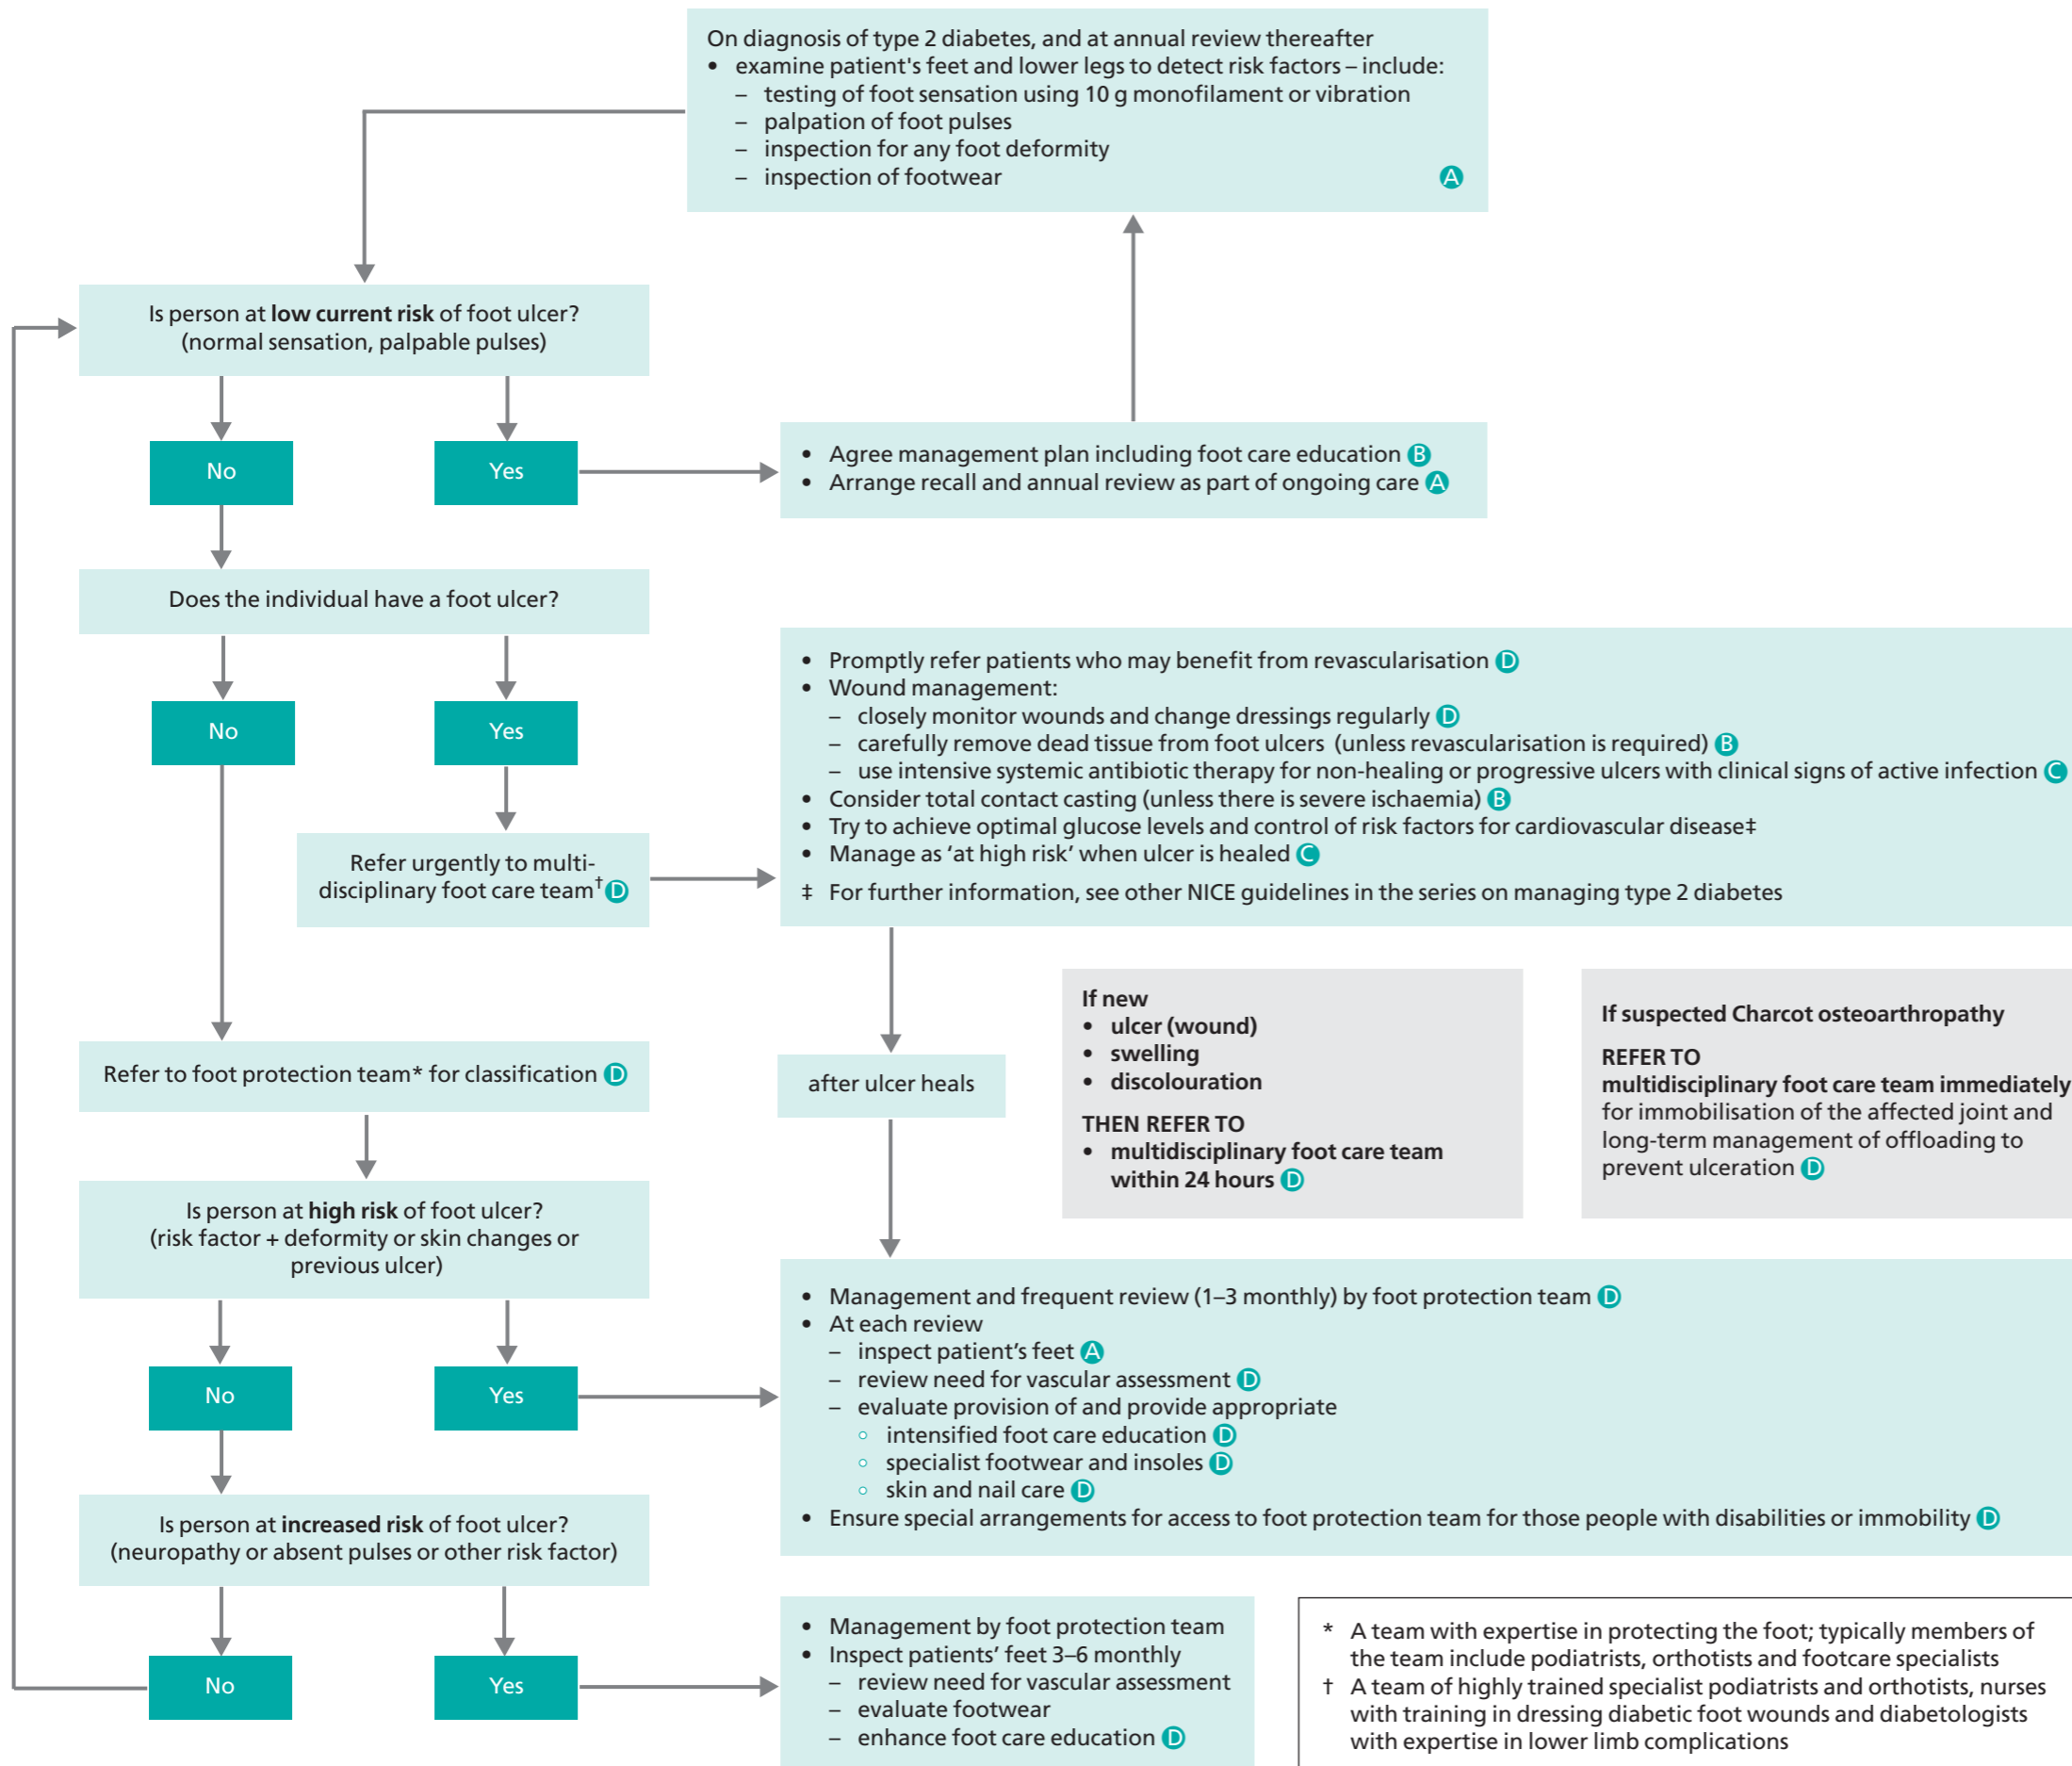 On diagnosis of type 2 diabetes, and at annual review thereafter
• examine patient's feet and lower legs to detect risk factors – include:
– testing of foot sensation using 10 g monofilament or vibration
– palpation of foot pulses
– inspection for any foot deformity
– inspection of footwear A
Is person at low current risk of foot ulcer?
(normal sensation, palpable pulses)
No
Yes
• Agree management plan including foot care education B
• Arrange recall and annual review as part of ongoing care A
Does the individual have a foot ulcer?
No
Yes
Refer urgently to multi-
disciplinary foot care team† D
• Promptly refer patients who may benefit from revascularisation D
• Wound management:
– closely monitor wounds and change dressings regularly D
– carefully remove dead tissue from foot ulcers (unless revascularisation is required) B
– use intensive systemic antibiotic therapy for non-healing or progressive ulcers with clinical signs of active infection C
• Consider total contact casting (unless there is severe ischaemia) B
• Try to achieve optimal glucose levels and control of risk factors for cardiovascular disease‡
• Manage as ‘at high risk’ when ulcer is healed C
‡ For further information, see other NICE guidelines in the series on managing type 2 diabetes
Refer to foot protection team* for classification D
after ulcer heals
If new
• ulcer (wound)
• swelling
• discolouration
THEN REFER TO
• multidisciplinary foot care team
within 24 hours D
If suspected Charcot osteoarthropathy
REFER TO
multidisciplinary foot care team immediately
for immobilisation of the affected joint and
long-term management of offloading to
prevent ulceration D
Is person at high risk of foot ulcer?
(risk factor + deformity or skin changes or
previous ulcer)
No
Yes
• Management and frequent review (1–3 monthly) by foot protection team D
• At each review
– inspect patient’s feet A
– review need for vascular assessment D
– evaluate provision of and provide appropriate
◦ intensified foot care education D
◦ specialist footwear and insoles D
◦ skin and nail care D
• Ensure special arrangements for access to foot protection team for those people with disabilities or immobility D
Is person at increased risk of foot ulcer?
(neuropathy or absent pulses or other risk factor)
No
Yes
• Management by foot protection team
• Inspect patients’ feet 3–6 monthly
– review need for vascular assessment
– evaluate footwear
– enhance foot care education D
* A team with expertise in protecting the foot; typically members of
the team include podiatrists, orthotists and footcare specialists
† A team of highly trained specialist podiatrists and orthotists, nurses
with training in dressing diabetic foot wounds and diabetologists
with expertise in lower limb complications